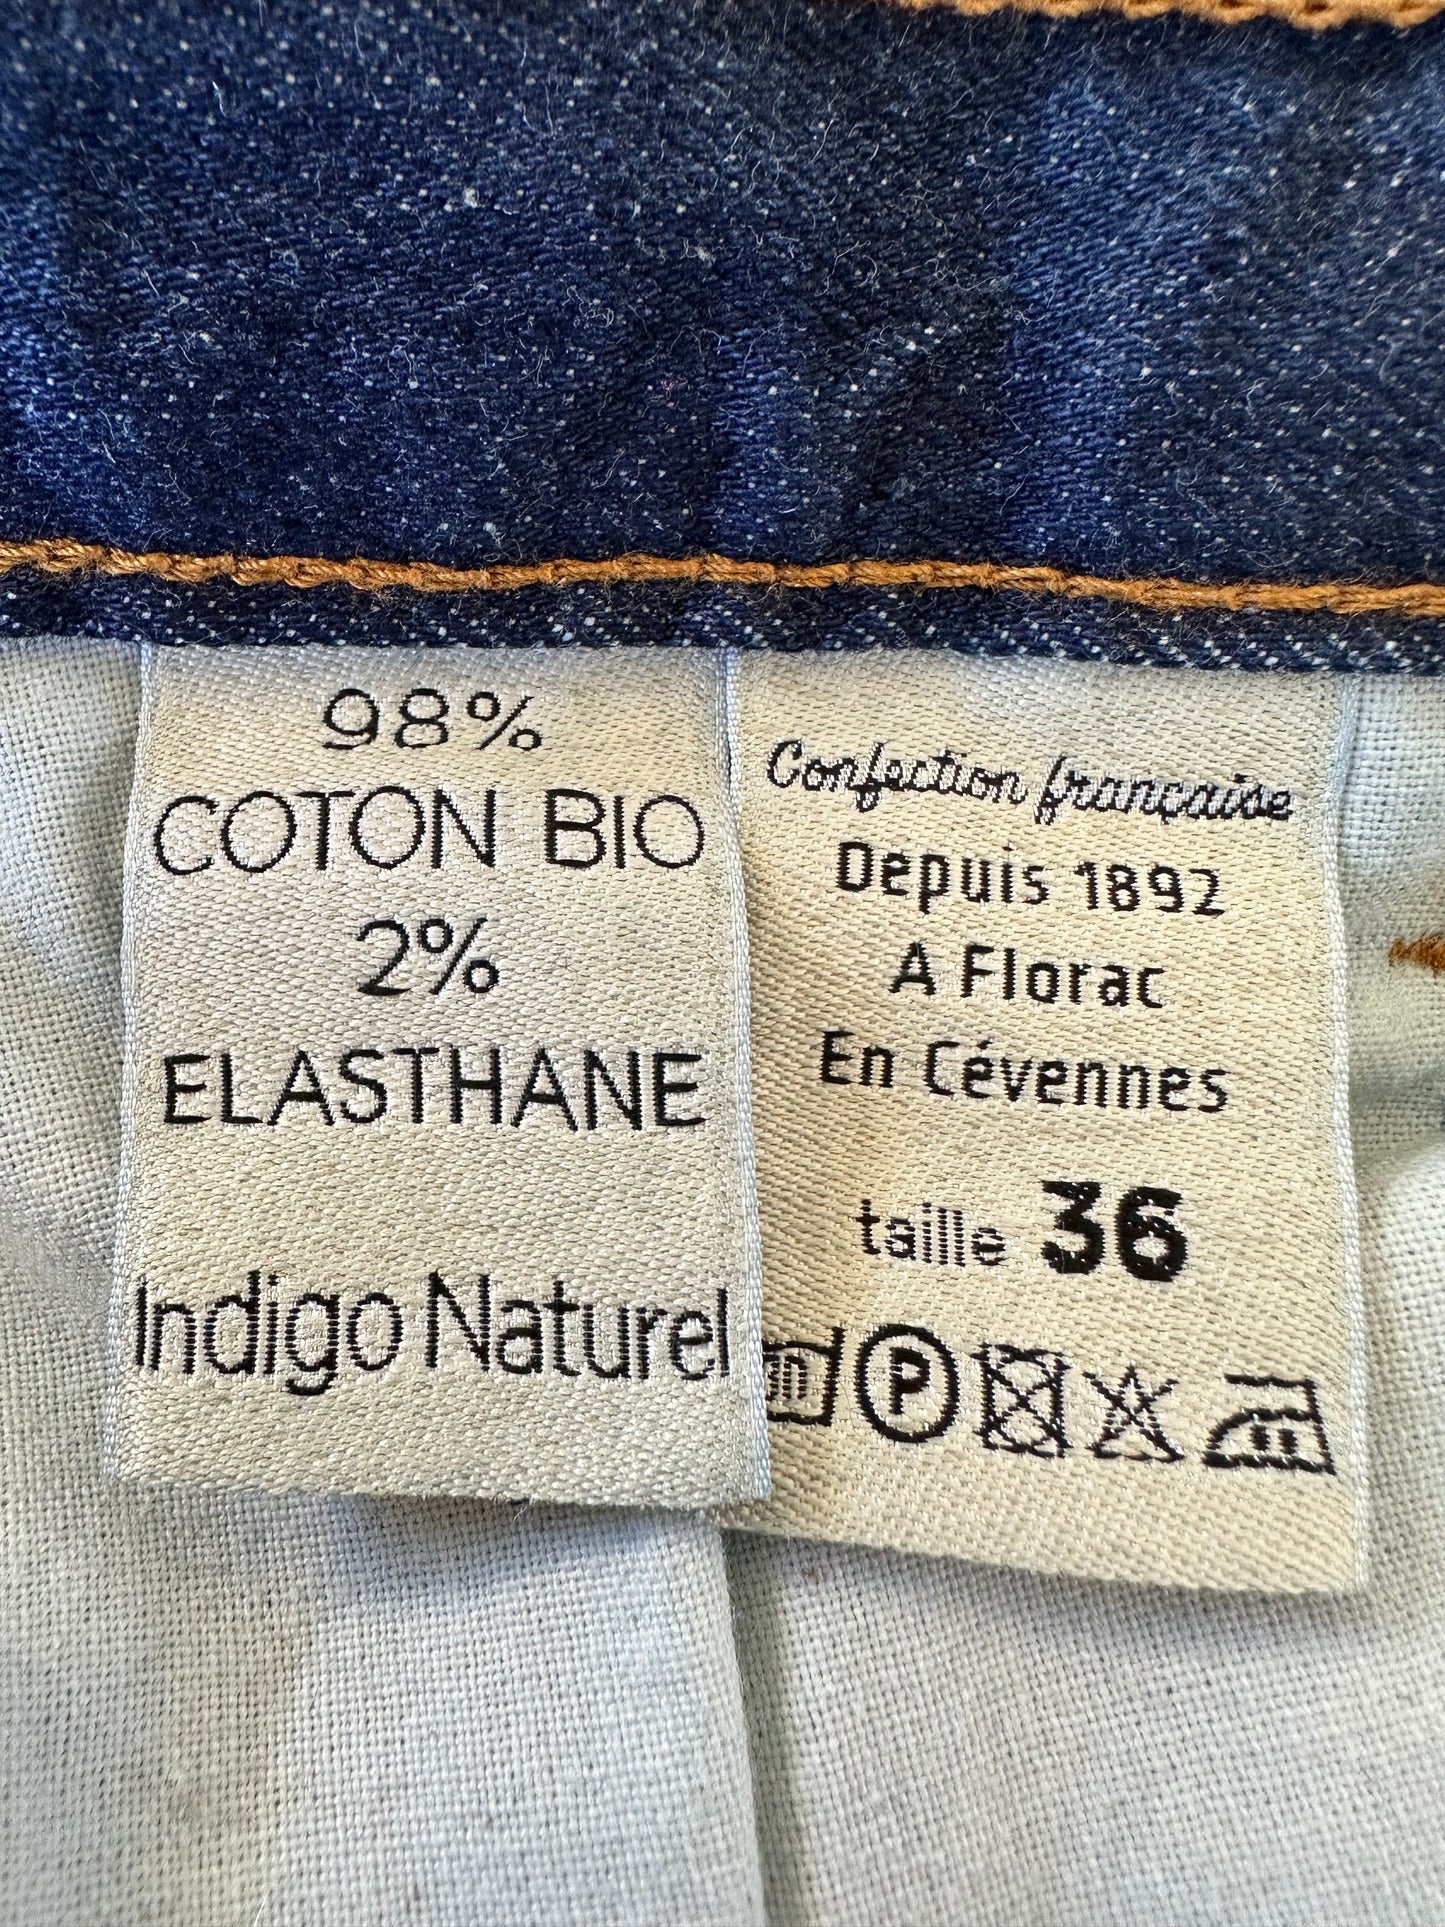 98%
COTON BIO
2%
ELASTHANE
Indigo Naturel
Confection française
Depuis 1892
A Florac
En Cévennes
taille 36
P